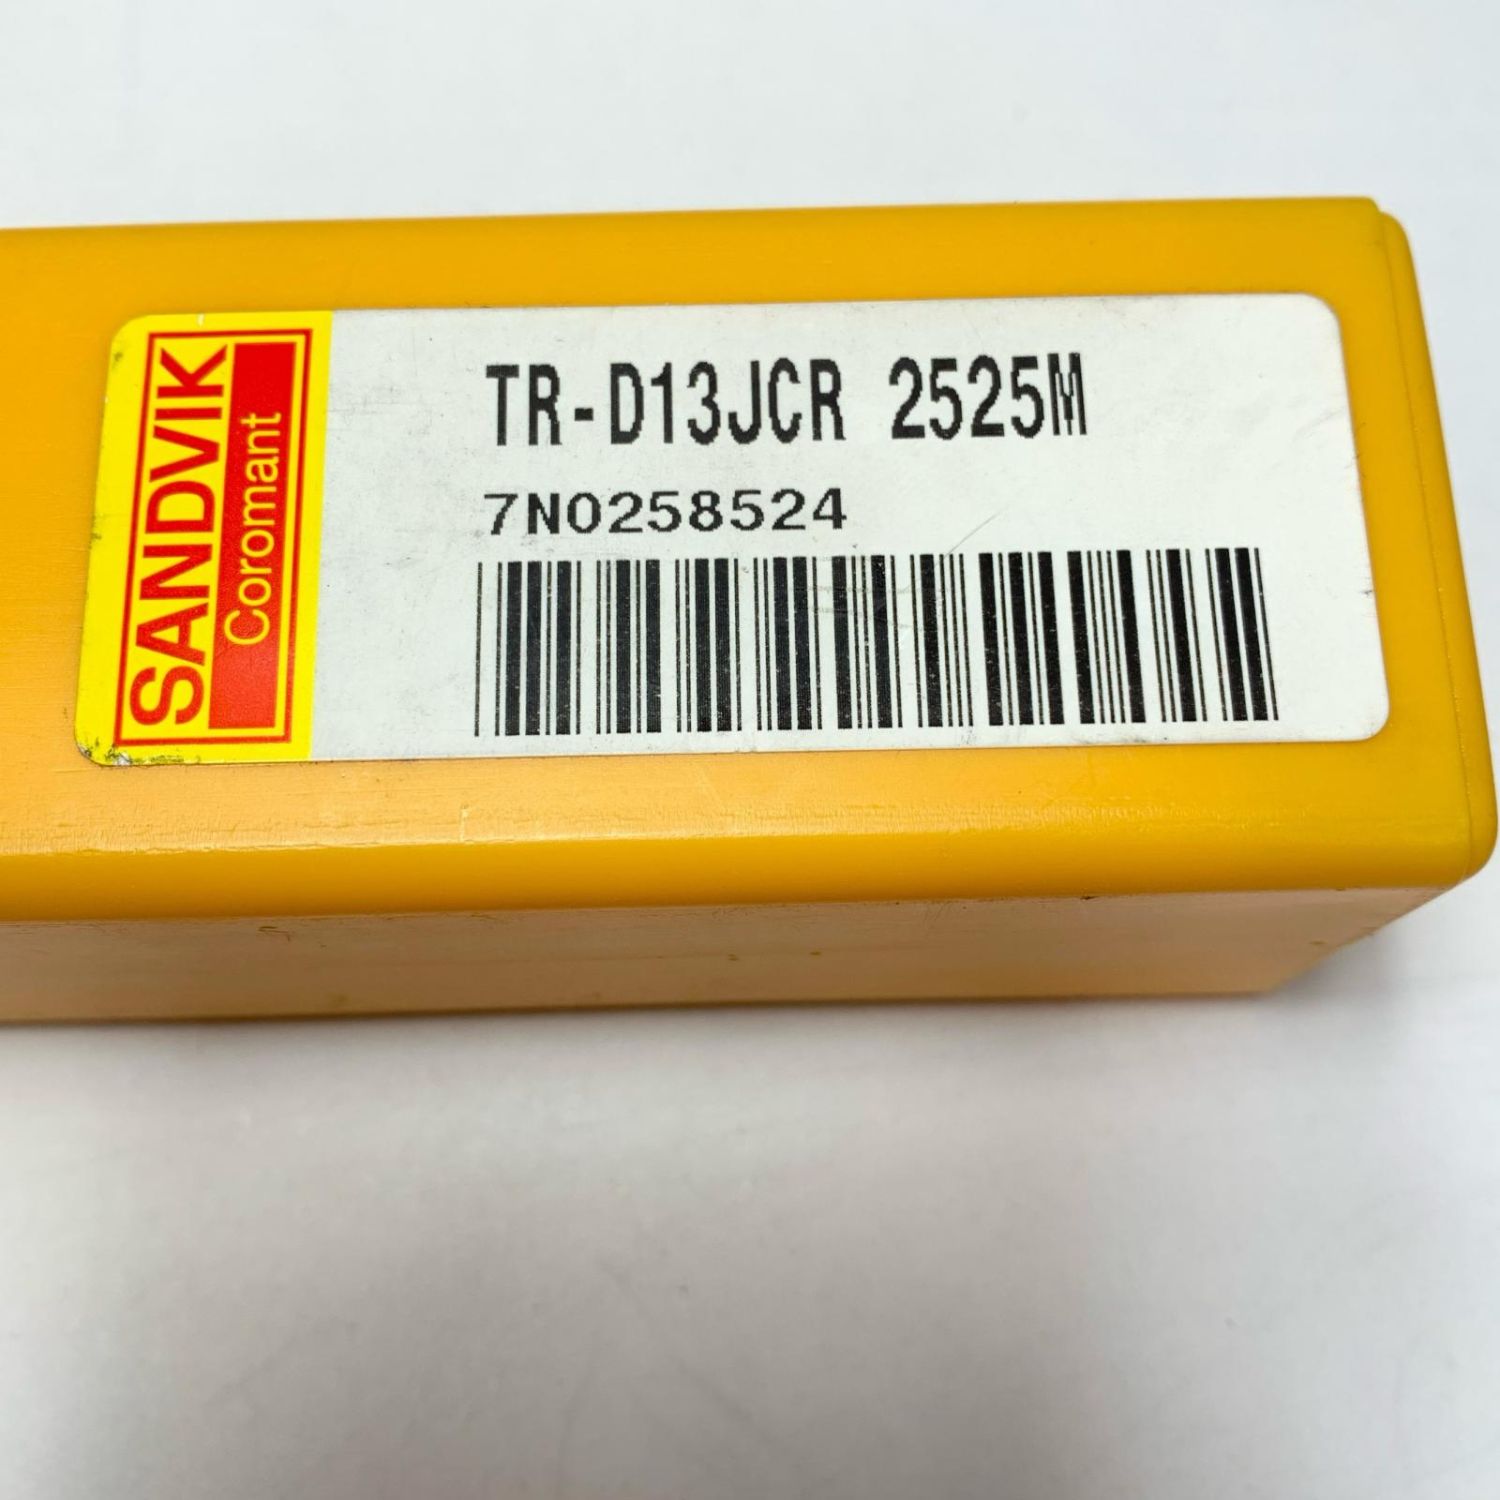 SANDVIK
Coromant
TR-D13JCR 2525M
7N0258524